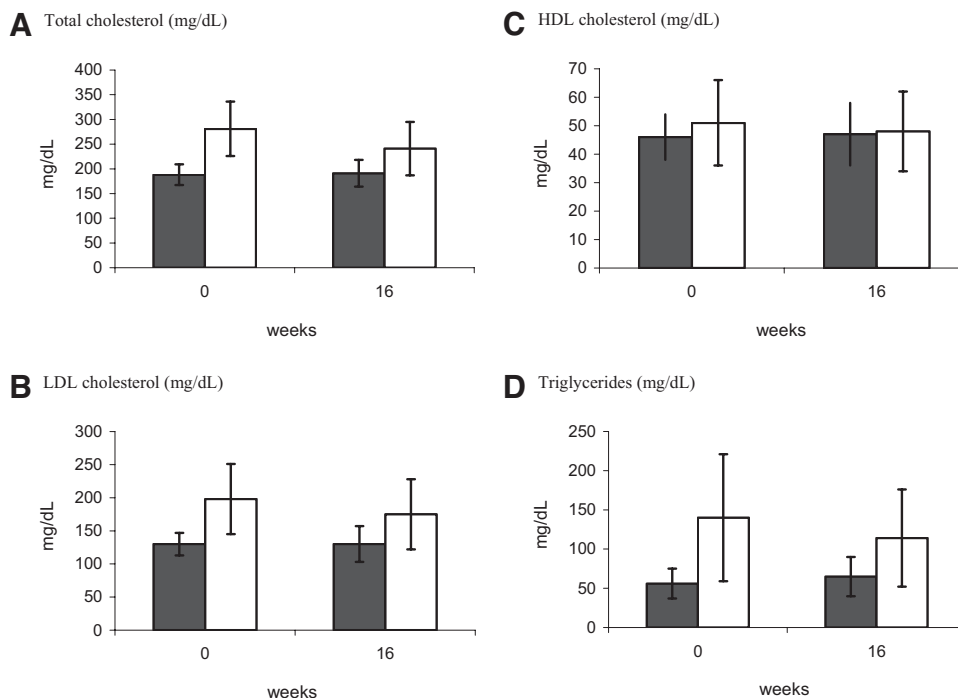 A Total cholesterol (mg/dL)
mg/dL
400
350
300
250
200
150
100
50
0
0 16
weeks
B LDL cholesterol (mg/dL)
mg/dL
300
250
200
150
100
50
0
0 16
weeks
C HDL cholesterol (mg/dL)
mg/dL
70
60
50
40
30
20
10
0
0 16
weeks
D Triglycerides (mg/dL)
mg/dL
250
200
150
100
50
0
0 16
weeks